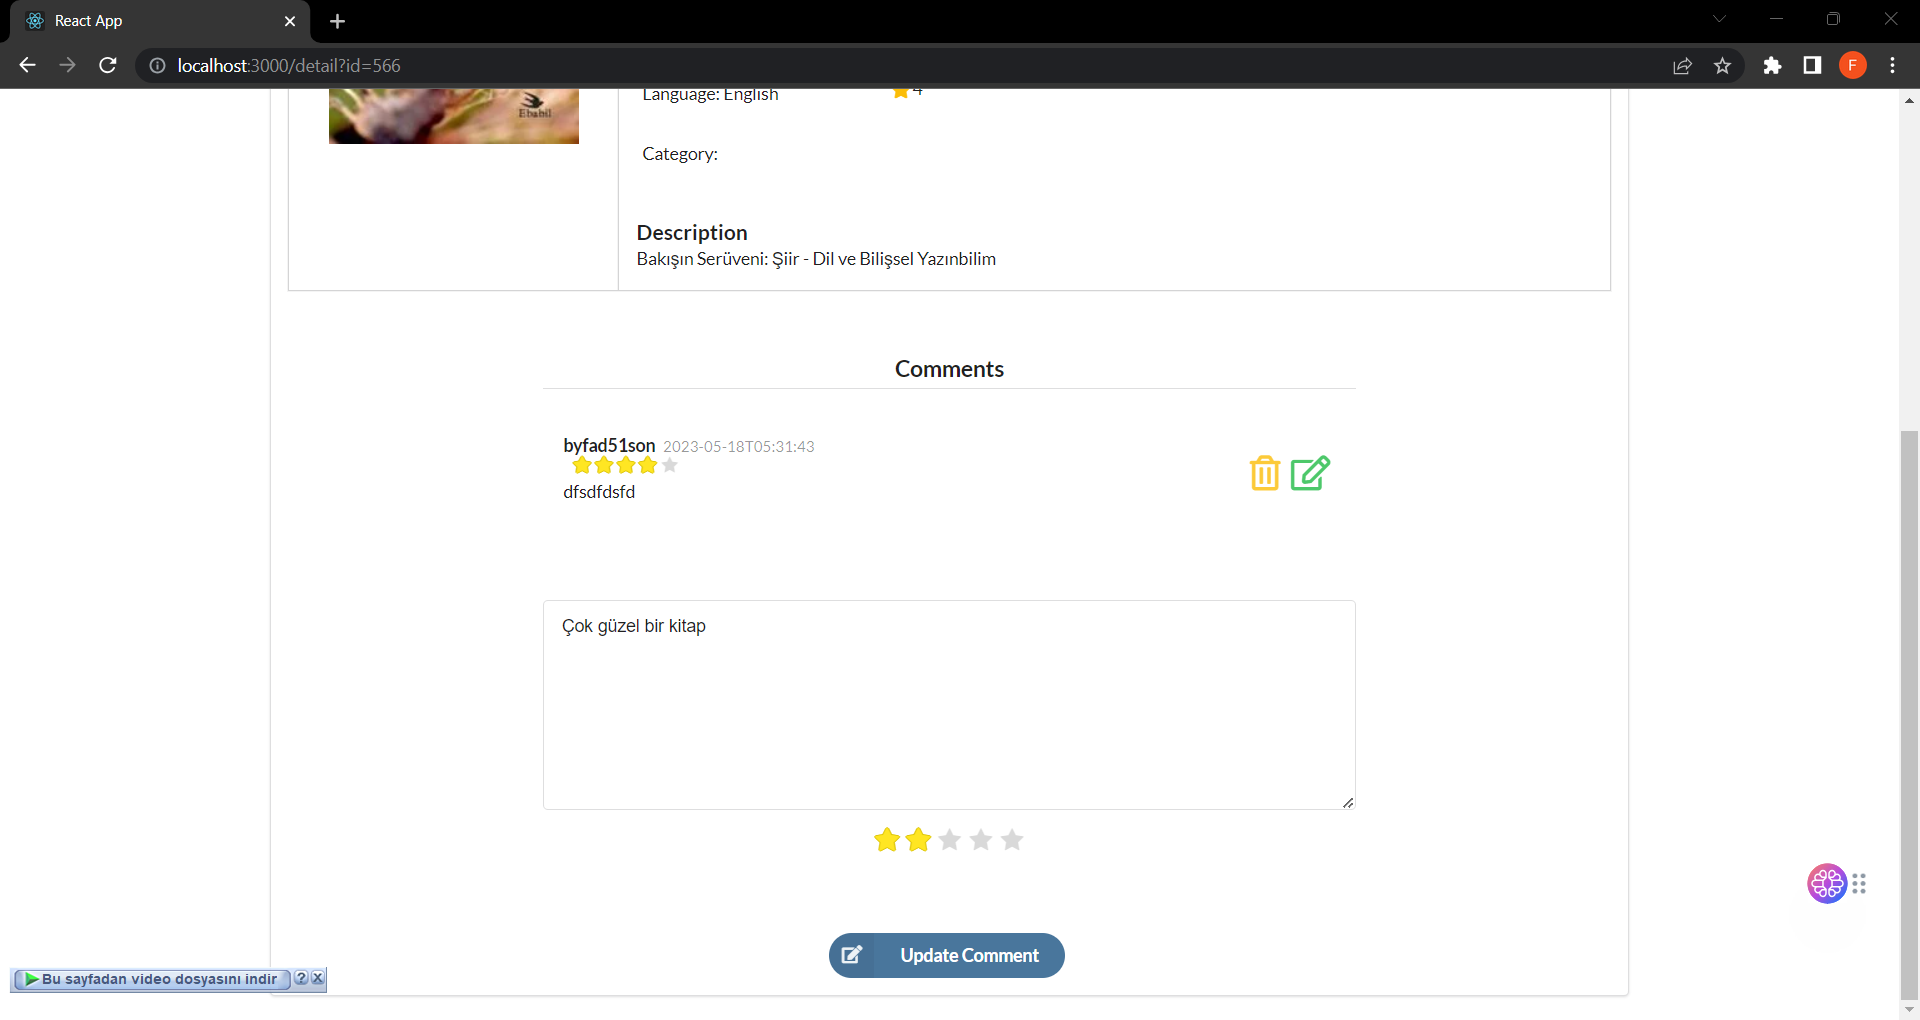 React App
localhost:3000/detail?id=566
F
Ebabil
Language: English
4
Category:
Description
Bakışın Serüveni: Şiir - Dil ve Bilişsel Yazınbilim
Comments
byfad51son 2023-05-18T05:31:43
dfsdfdsfd
Çok güzel bir kitap
Update Comment
Bu sayfadan video dosyasını indir ? X